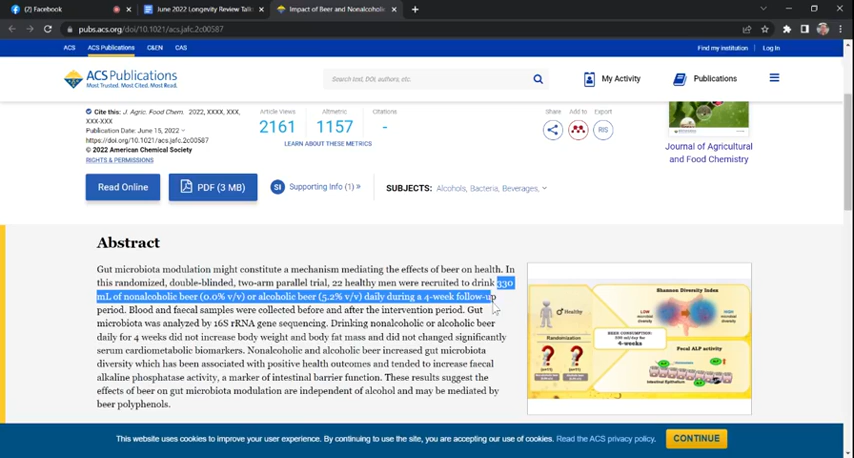 (2) Facebook
June 2022 Longevity Review Talk
Impact of Beer and Nonalcoholic
pubs.acs.org/doi/10.1021/acs.jafc.2c00587
ACS
ACS Publications
C&EN
CAS
Find my institution
Log In
ACS Publications
Most Trusted. Most Cited. Most Read.
Search text, DOI, authors, etc.
My Activity
Publications
Cite this: J. Agric. Food Chem. 2022, XXXX, XXX,
XXX-XXX
Publication Date: June 15, 2022
https://doi.org/10.1021/acs.jafc.2c00587
© 2022 American Chemical Society
RIGHTS & PERMISSIONS
Article Views
2161
Altmetric
1157
Citations
-
LEARN ABOUT THESE METRICS
Share
Add to
Export
RIS
Journal of Agricultural
and Food Chemistry
Read Online
PDF (3 MB)
SI
Supporting Info (1) »
SUBJECTS: Alcohols, Bacteria, Beverages,
Abstract
Gut microbiota modulation might constitute a mechanism mediating the effects of beer on health. In
this randomized, double-blinded, two-arm parallel trial, 22 healthy men were recruited to drink 330
mL of nonalcoholic beer (0.0% v/v) or alcoholic beer (5.2% v/v) daily during a 4-week follow-up
period. Blood and faecal samples were collected before and after the intervention period. Gut
microbiota was analyzed by 16S rRNA gene sequencing. Drinking nonalcoholic or alcoholic beer
daily for 4 weeks did not increase body weight and body fat mass and did not changed significantly
serum cardiometabolic biomarkers. Nonalcoholic and alcoholic beer increased gut microbiota
diversity which has been associated with positive health outcomes and tended to increase faecal
alkaline phosphatase activity, a marker of intestinal barrier function. These results suggest the
effects of beer on gut microbiota modulation are independent of alcohol and may be mediated by
beer polyphenols.
Healthy
Randomization
BEER CONSUMPTION:
4-weeks
Shannon Diversity Index
LOW
HIGH
Fecal ALP activity
Intestinal Epithelium
This website uses cookies to improve your user experience. By continuing to use the site, you are accepting our use of cookies. Read the ACS privacy policy.
CONTINUE